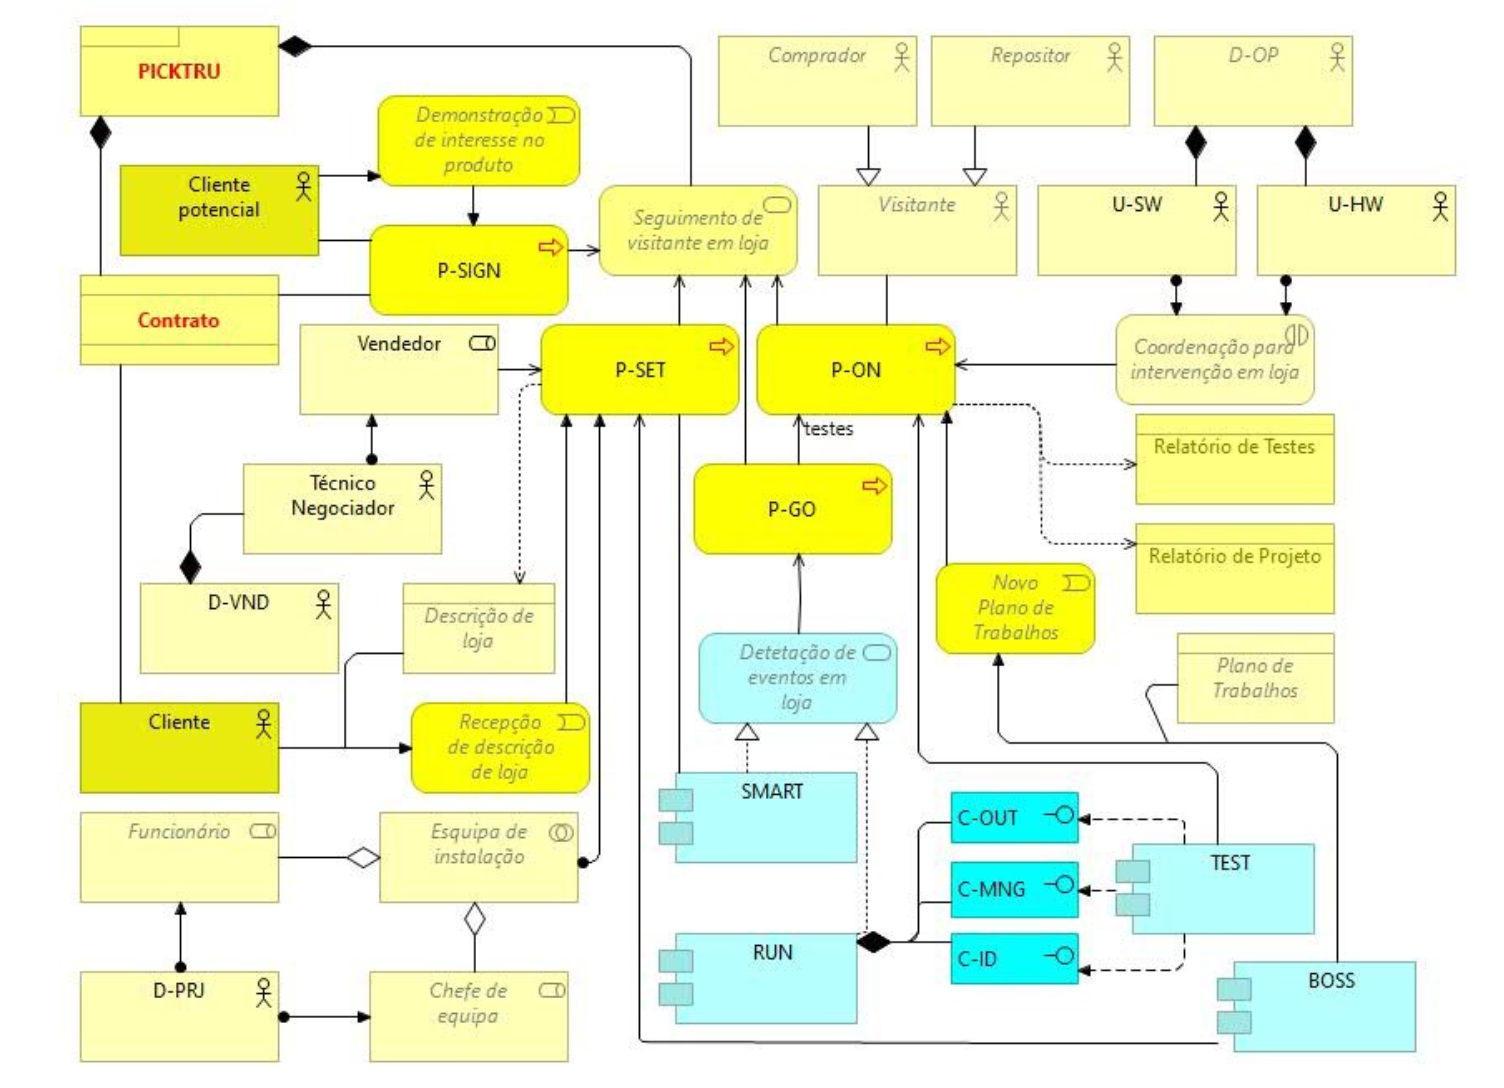 PICKTRU
Demonstração
de interesse no
produto
Comprador
Repositor
D-OP
Cliente
potencial
P-SIGN
Seguimento de
visitante em loja
Visitante
U-SW
U-HW
Contrato
Vendedor
P-SET
P-ON
Coordenação para
intervenção em loja
testes
Relatório de Testes
Técnico
Negociador
P-GO
Relatório de Projeto
D-VND
Descrição de
loja
Novo
Plano de
Trabalhos
Detetação de
eventos em
loja
Plano de
Trabalhos
Cliente
Recepção
de descrição
de loja
SMART
C-OUT
Funcionário
Esquipa de
instalação
C-MNG
TEST
RUN
C-ID
D-PRJ
Chefe de
equipa
BOSS